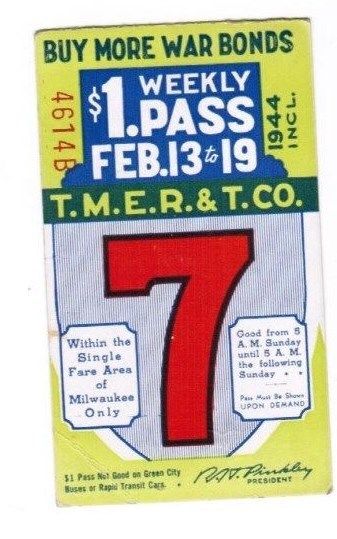 BUY MORE WAR BONDS
4614B
WEEKLY
$1. PASS
FEB. 13 to 19
1944
INCL.
T. M. E. R. & T. CO.
7
Within the
Single
Fare Area
of
Milwaukee
Only
Good from 5
A. M. Sunday
until 5 A. M.
the following
Sunday . .
Pass Must Be Shown
UPON DEMAND
$1 Pass Not Good on Green City
Buses or Rapid Transit Cars.
R.H. Pinkley
PRESIDENT